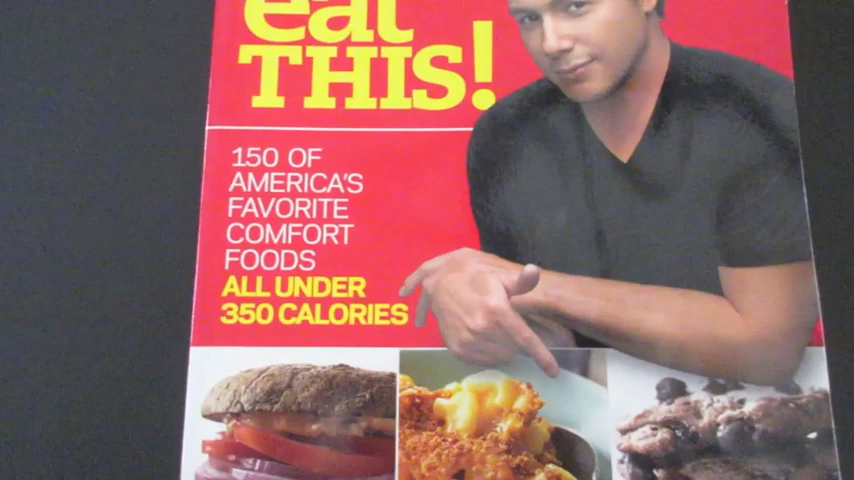 eat
THIS!
150 OF
AMERICA'S
FAVORITE
COMFORT
FOODS
ALL UNDER
350 CALORIES